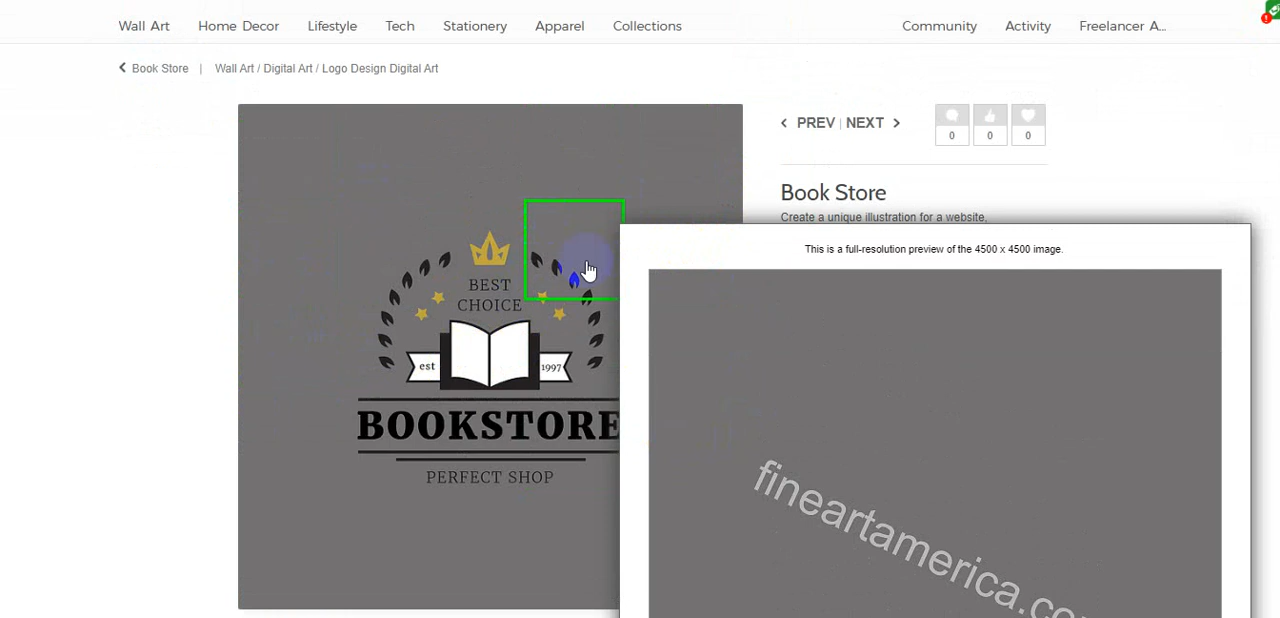 Wall Art Home Decor Lifestyle Tech Stationery Apparel Collections Community Activity Freelancer A...
Book Store | Wall Art / Digital Art / Logo Design Digital Art
PREV | NEXT
0 0 0
Book Store
Create a unique illustration for a website,
This is a full-resolution preview of the 4500 x 4500 image.
BEST
CHOICE
est 1997
BOOKSTORE
PERFECT SHOP
fineartamerica.co